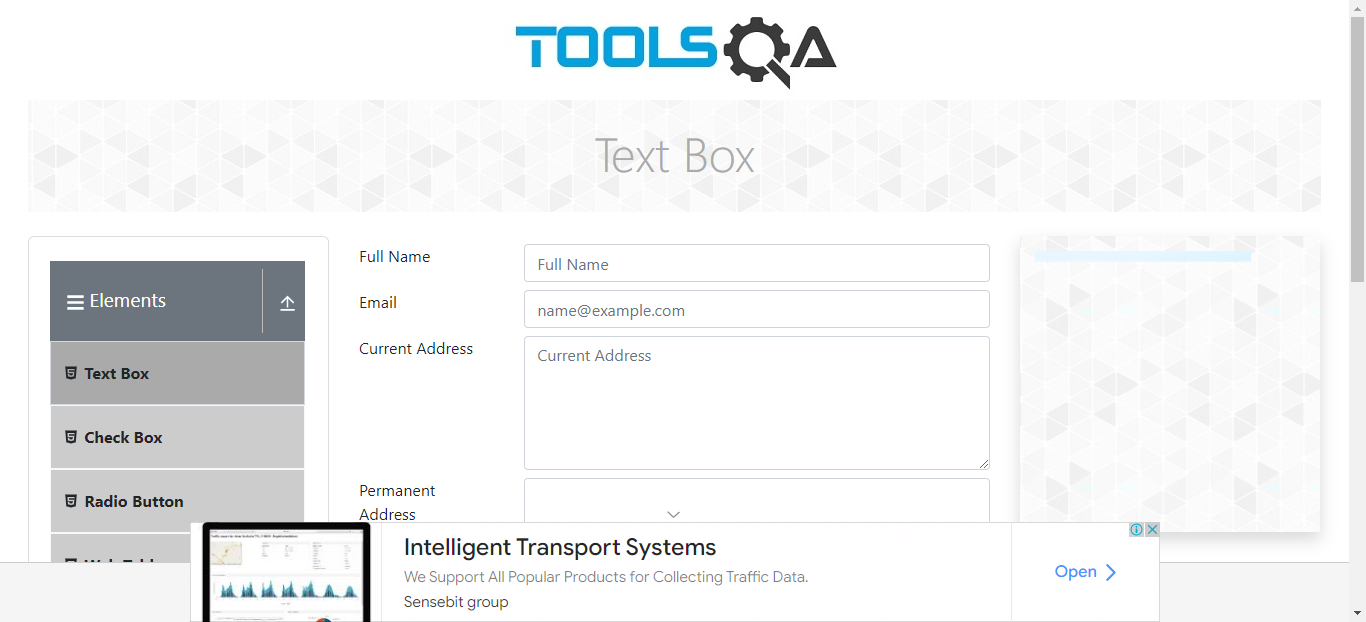 TOOLSQA
Text Box
Elements
Text Box
Check Box
Radio Button
Full Name
Full Name
Email
name@example.com
Current Address
Current Address
Permanent
Address
Intelligent Transport Systems
We Support All Popular Products for Collecting Traffic Data.
Sensebit group
Open